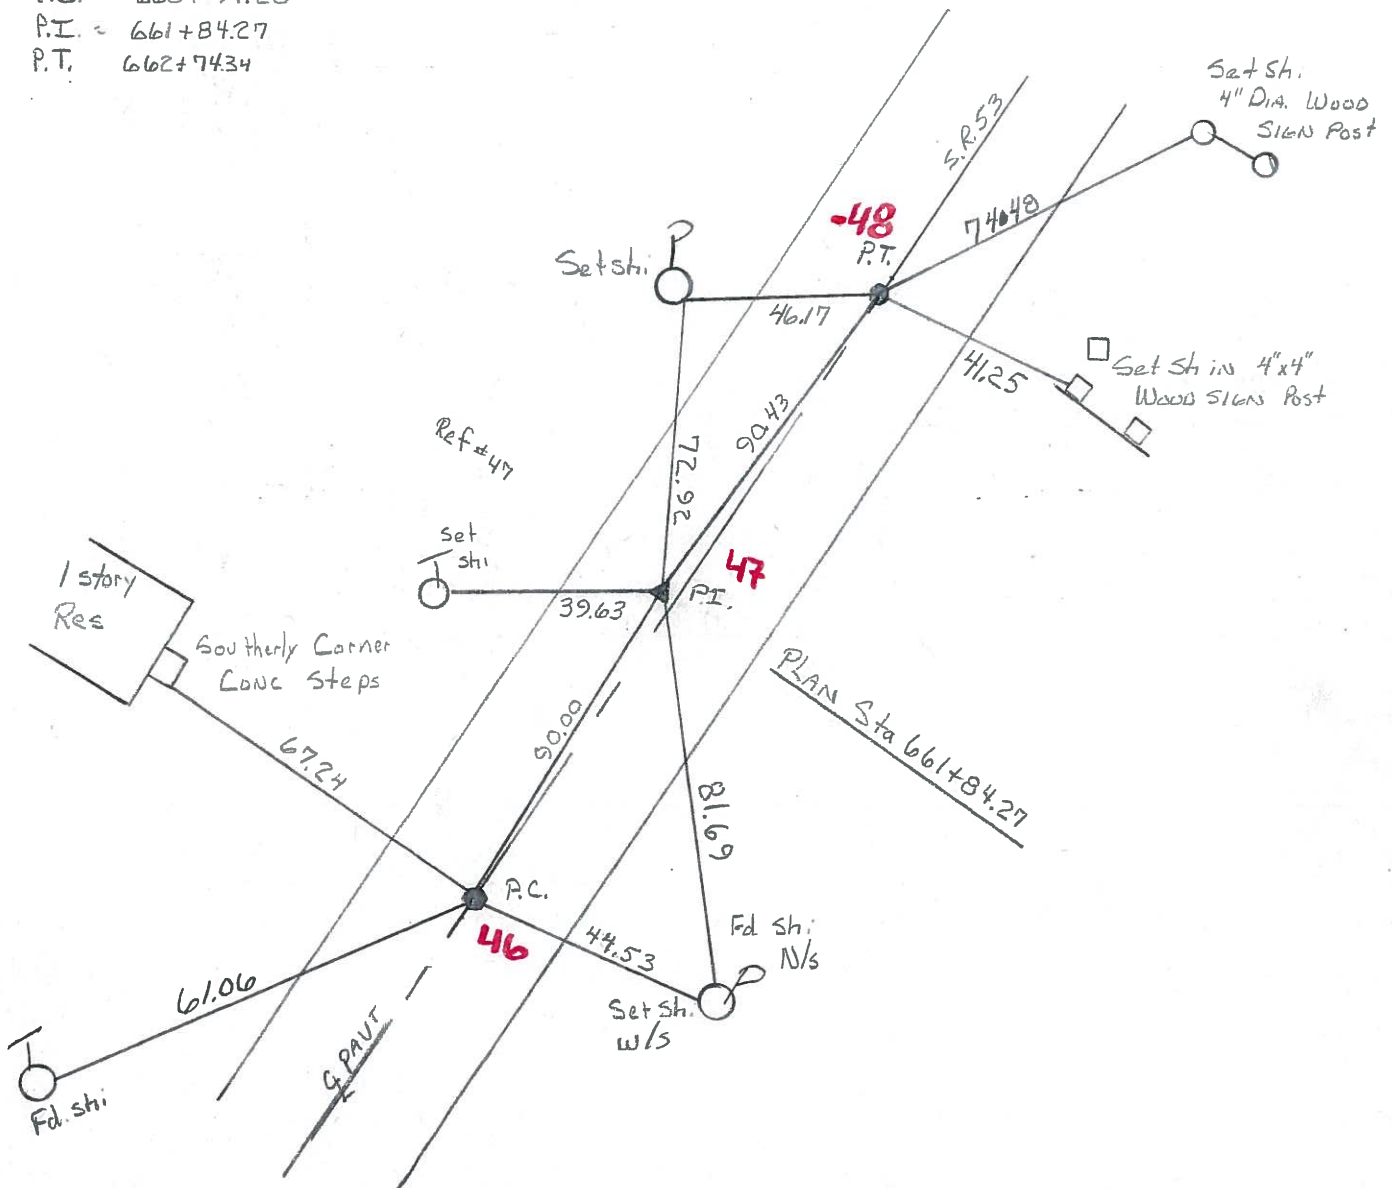 P.I. = 661+84.27
P.T. 662+74.34
Set Sh.
4" DIA. WOOD
SIGN Post
S.R. 53
-48
P.T.
74.48
Set shi.
46.17
41.25
Set Sh in 4"x4"
WOOD SIGN Post
90.43
72.92
Ref #47
Set
shi
39.63
47
P.I.
1 story
Res
Southerly Corner
CONC Steps
67.24
90.00
PLAN Sta 661+84.27
81.69
P.C.
46
44.53
Fd Sh.
N/s
Set Sh.
w/s
61.06
℄ PAVT
Fd. shi